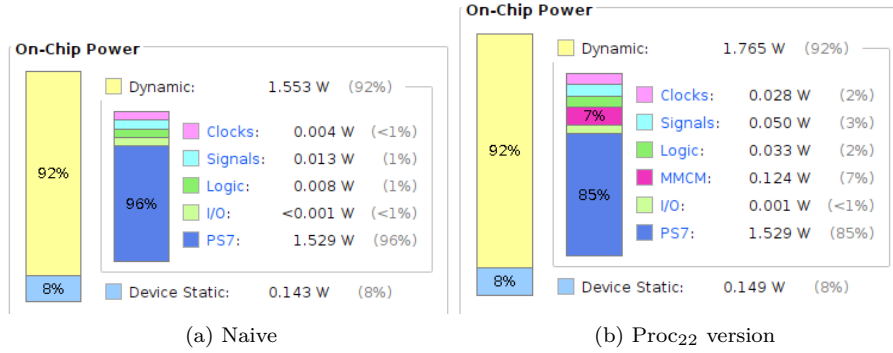 On-Chip Power
Dynamic: 1.553 W (92%)
Clocks: 0.004 W (<1%)
Signals: 0.013 W (1%)
Logic: 0.008 W (1%)
I/O: <0.001 W (<1%)
PS7: 1.529 W (96%)
92%
96%
8%
Device Static: 0.143 W (8%)
(a) Naive
On-Chip Power
Dynamic: 1.765 W (92%)
Clocks: 0.028 W (2%)
Signals: 0.050 W (3%)
Logic: 0.033 W (2%)
MMCM: 0.124 W (7%)
I/O: 0.001 W (<1%)
PS7: 1.529 W (85%)
7%
92%
85%
8%
Device Static: 0.149 W (8%)
(b) Proc₂₂ version